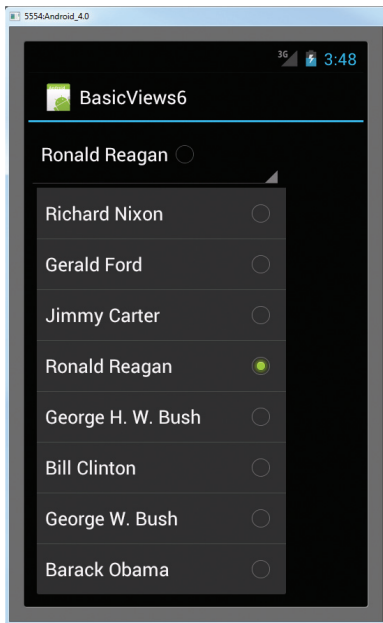 5554:Android_4.0
3G 3:48
BasicViews6
Ronald Reagan
Richard Nixon
Gerald Ford
Jimmy Carter
Ronald Reagan
George H. W. Bush
Bill Clinton
George W. Bush
Barack Obama